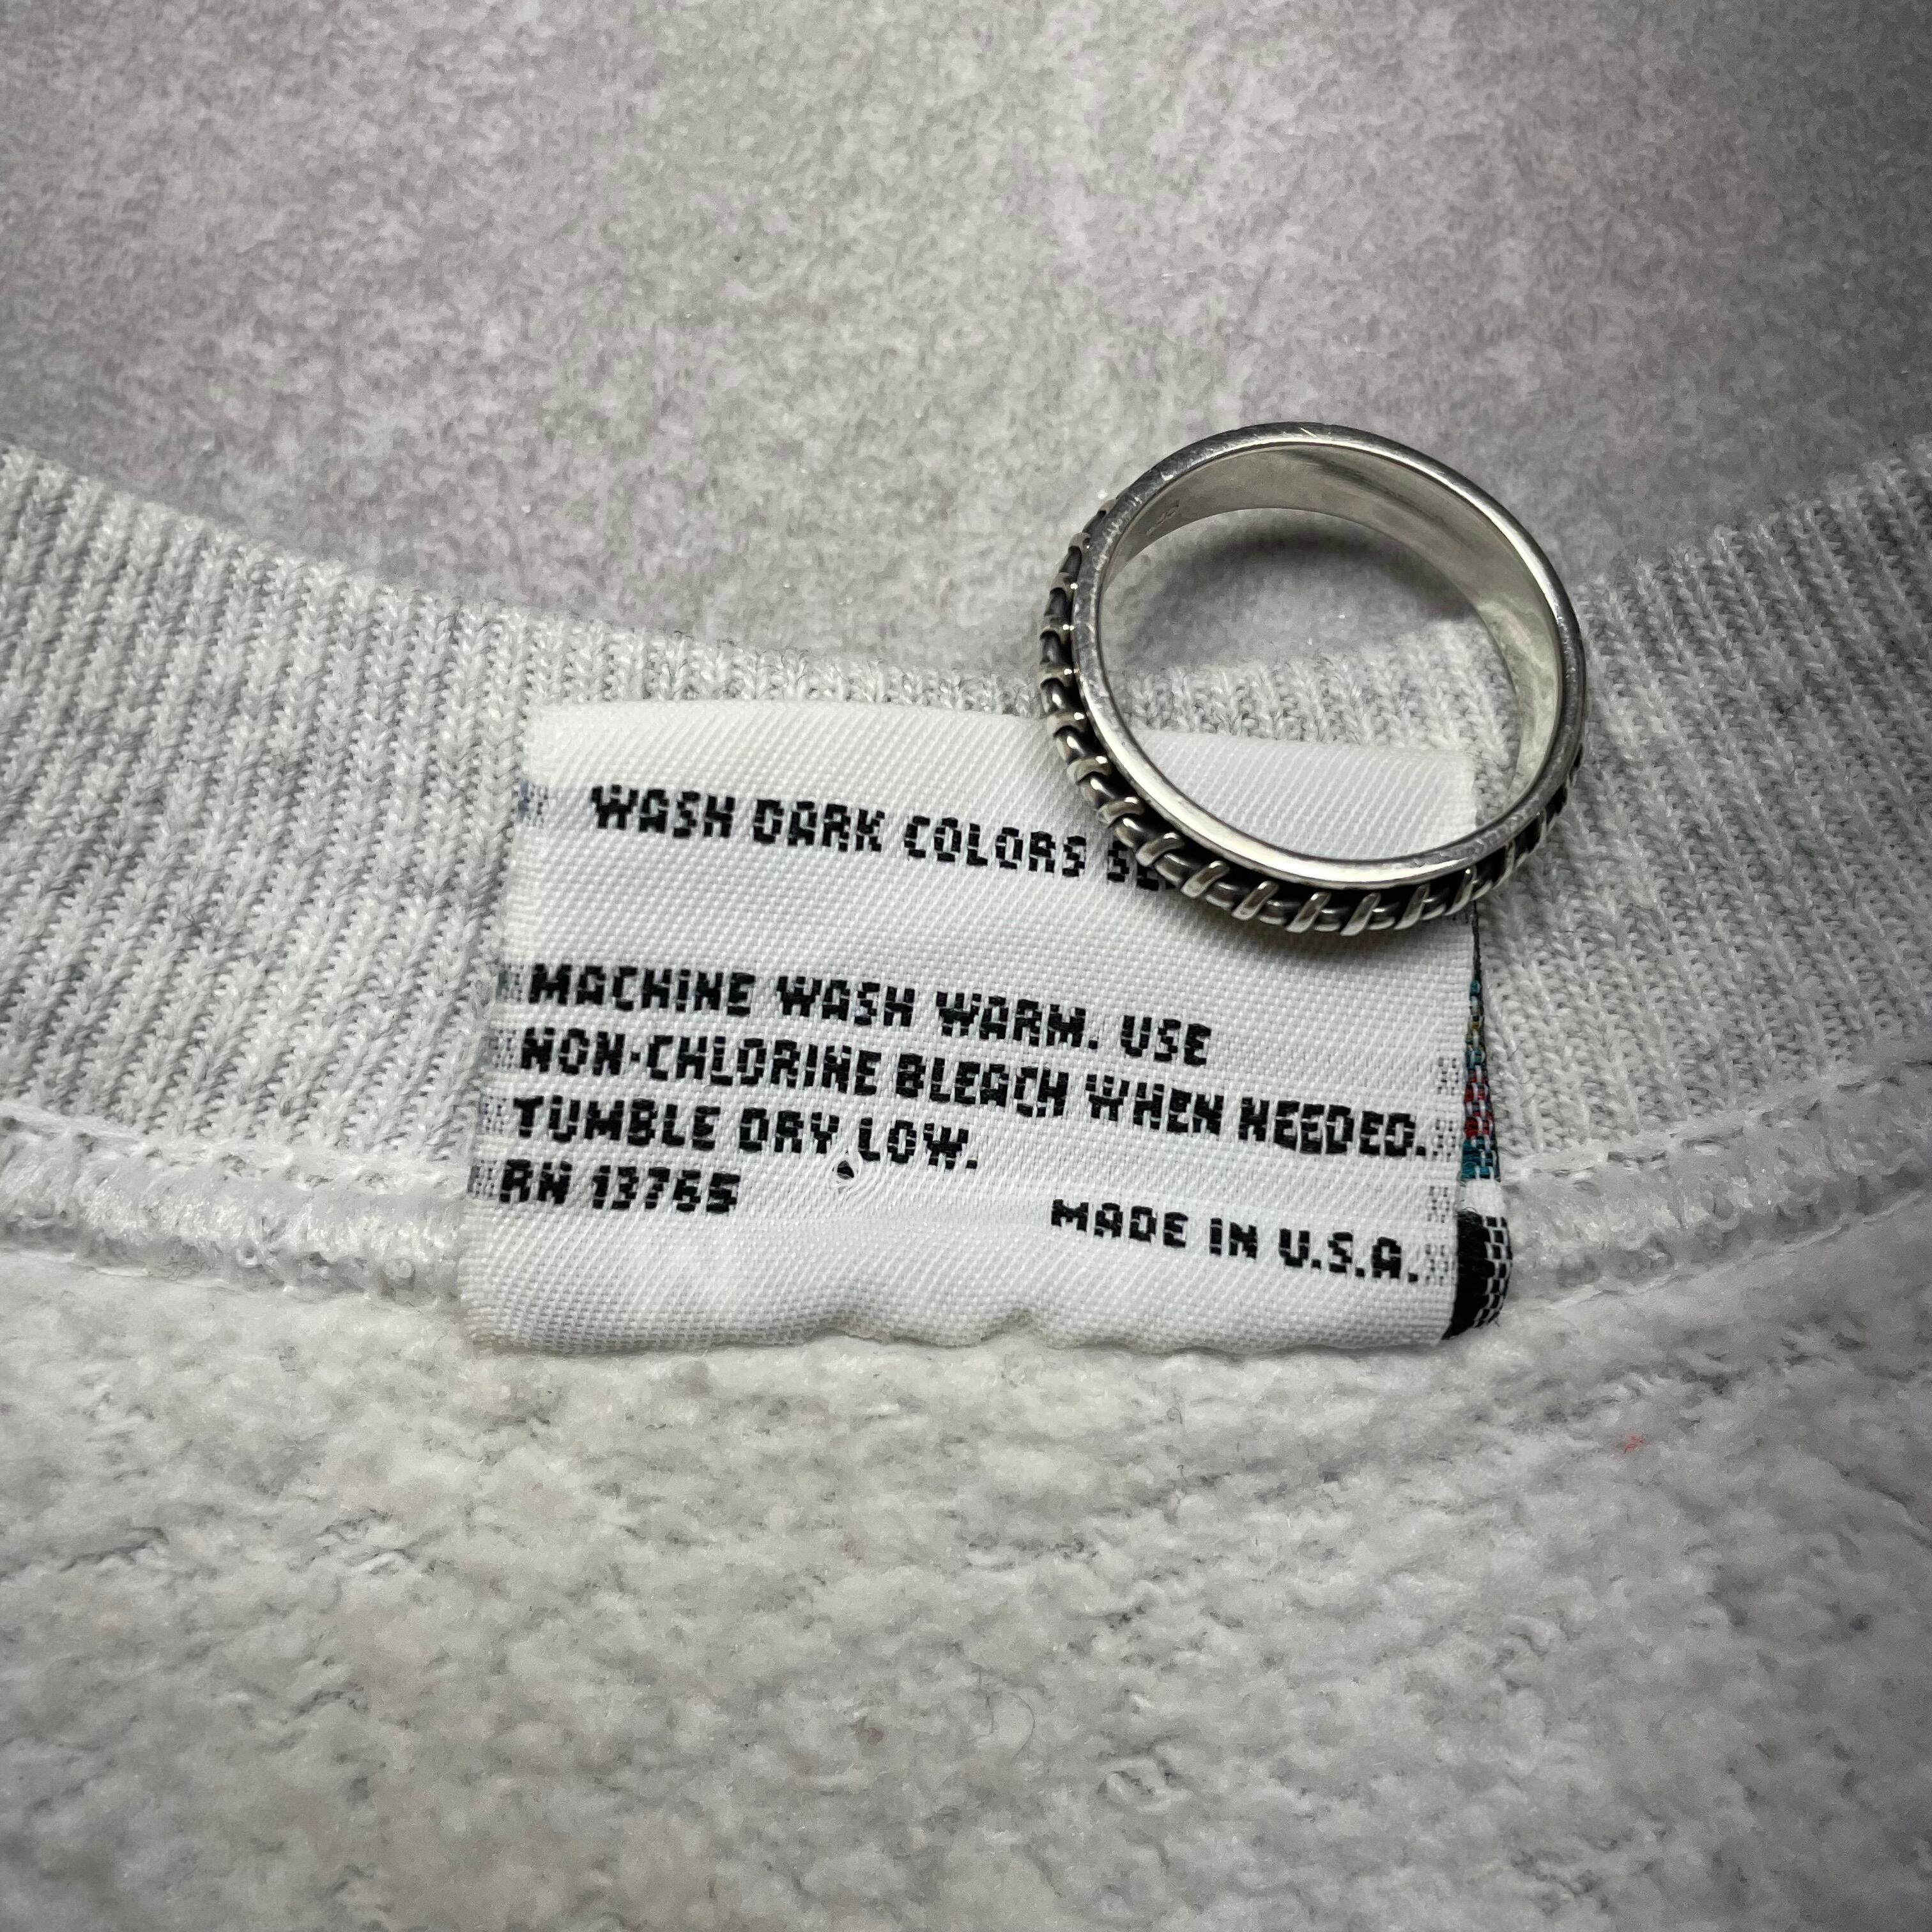 WASH DARK COLORS
MACHINE WASH WARM. USE
NON-CHLORINE BLEACH WHEN NEEDED.
TUMBLE DRY LOW.
RN 13765
MADE IN U.S.A.